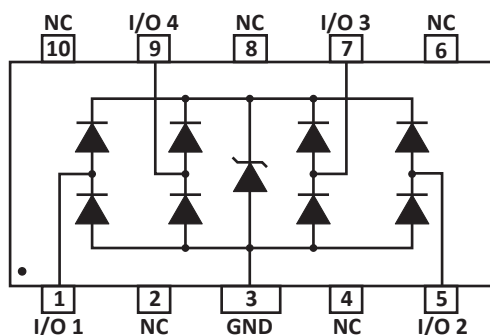 NC I/O 4 NC I/O 3 NC
10 9 8 7 6
1 2 3 4 5
I/O 1 NC GND NC I/O 2